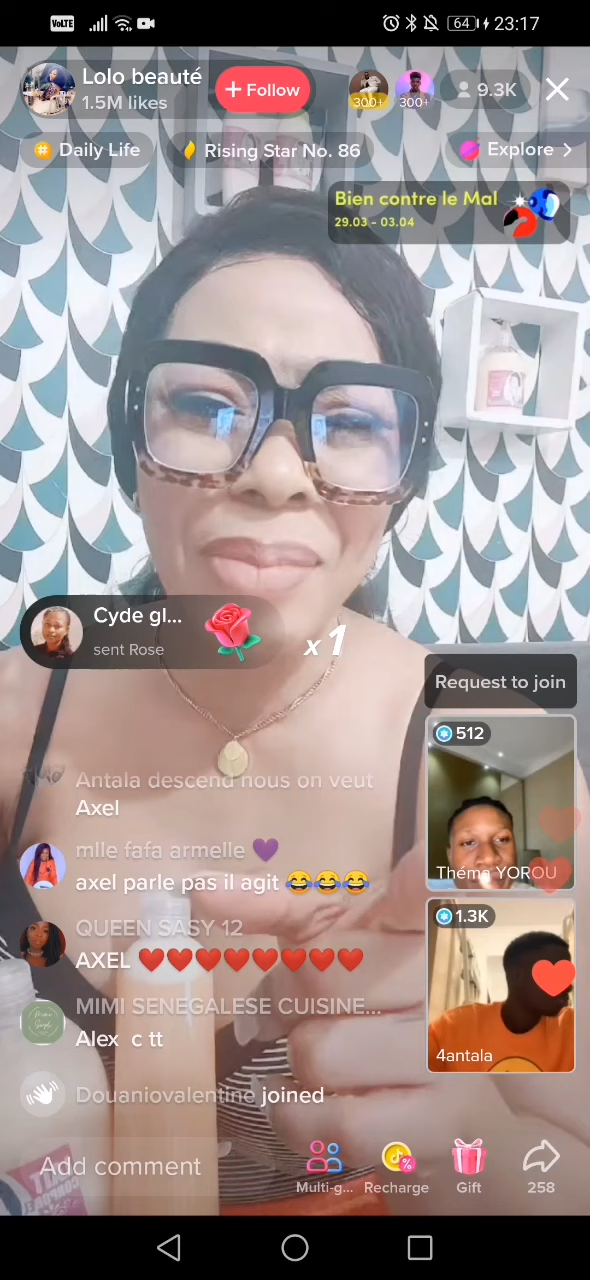 VoLTE
64
23:17
Lolo beauté
1.5M likes
+ Follow
300+
300+
9.3K
Daily Life
Rising Star No. 86
Explore
Bien contre le Mal
29.03 - 03.04
Cyde gl...
sent Rose
x1
Request to join
512
Théma YOROU
1.3K
4antala
Antala descend nous on veut
Axel
mlle fafa armelle 💜
axel parle pas il agit 😂😂😂
QUEEN SASY 12
AXEL ❤️❤️❤️❤️❤️❤️❤️❤️
MIMI SENEGALESE CUISINE...
Alex c tt
Douaniovalentine joined
Add comment
Multi-g...
Recharge
Gift
258